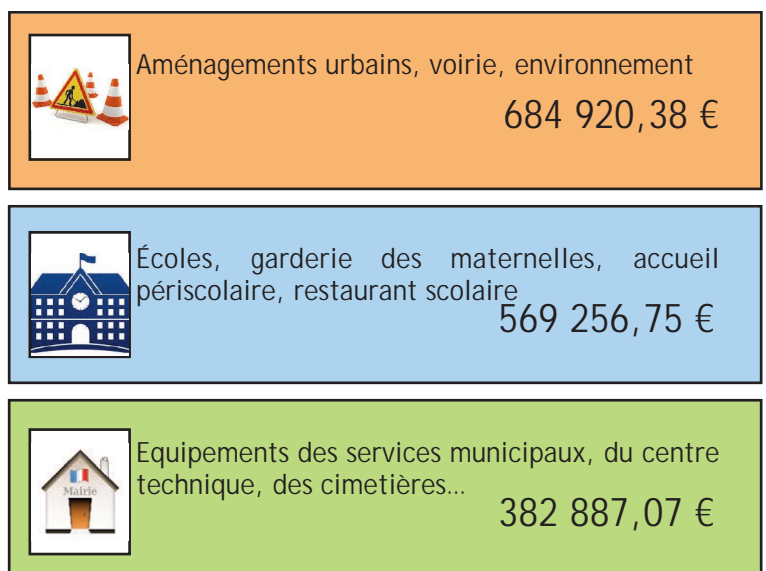 Aménagements urbains, voirie, environnement
684 920,38 €
Écoles, garderie des maternelles, accueil
périscolaire, restaurant scolaire
569 256,75 €
Mairie
Equipements des services municipaux, du centre
technique, des cimetières...
382 887,07 €